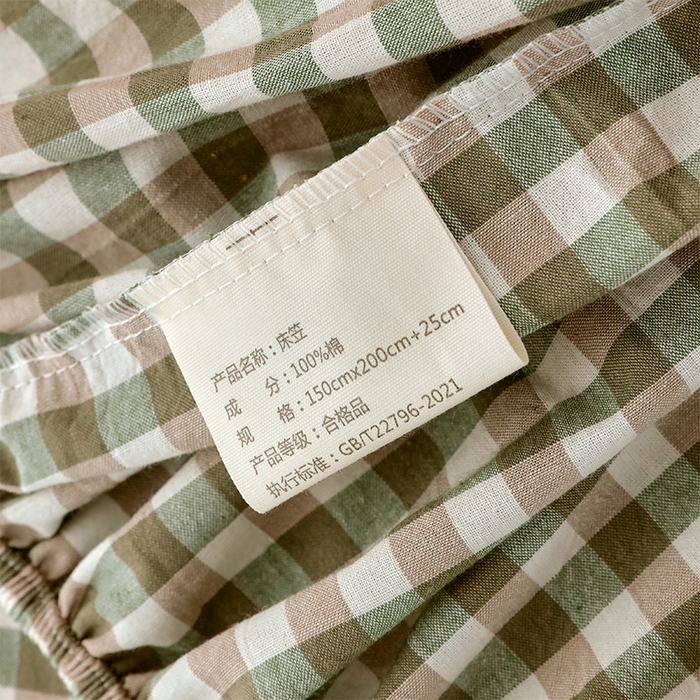 产品名称：床笠
成 分：100%棉
规 格：150cmx200cm+25cm
产品等级：合格品
执行标准：GB/T22796-2021